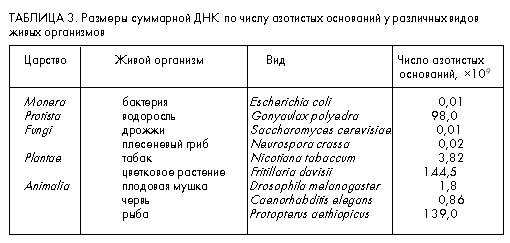 ТАБЛИЦА 3. Размеры суммарной ДНК по числу азотистых оснований у различных видов
живых организмов
Царство Живой организм Вид Число азотистых
оснований, ×10⁹
Monera бактерия Escherichia coli 0,01
Protista водоросль Gonyaulax polyedra 98,0
Fungi дрожжи Saccharomyces cerevisiae 0,01
плесеневый гриб Neurospora crassa 0,02
Plantae табак Nicotiana tabaccum 3,82
цветковое растение Fritillaria davisii 144,5
Animalia плодовая мушка Drosophila melanogaster 1,8
червь Caenorhabditis elegans 0,86
рыба Protopterus aethiopicus 139,0